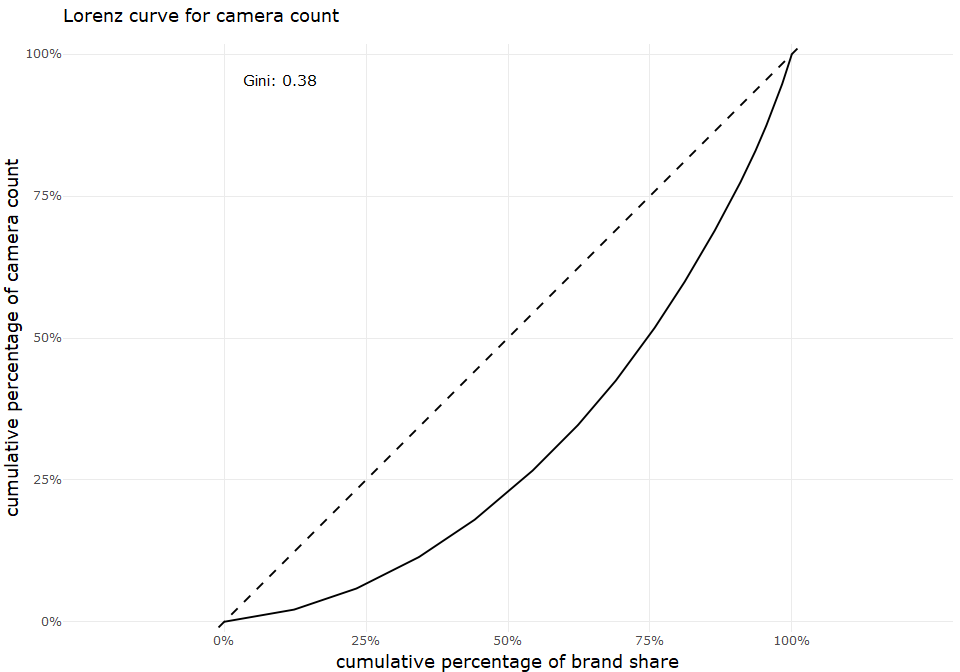 Lorenz curve for camera count
Gini: 0.38
cumulative percentage of camera count
100%
75%
50%
25%
0%
0%
25%
50%
75%
100%
cumulative percentage of brand share